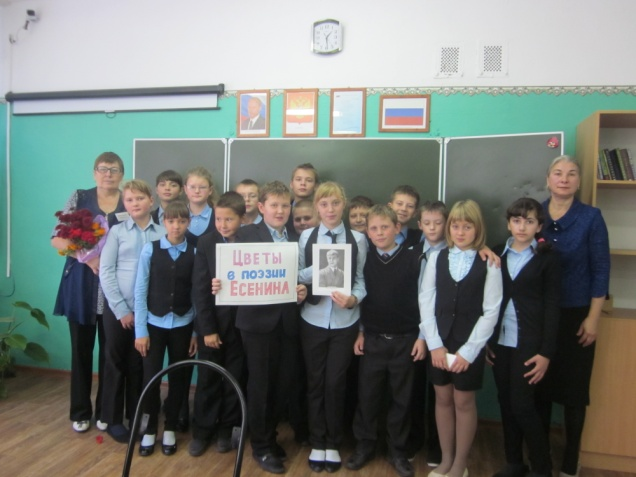 Цветы
в поэзии
Есенина